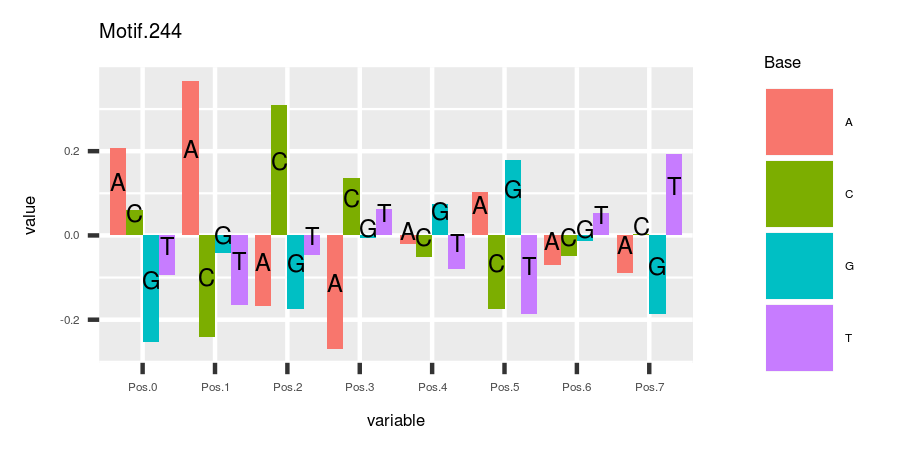 Motif.244
Base
A
C
G
T
value
0.2
0.0
-0.2
A C G T
A C G T
A C G T
A C G T
A C G T
A C G T
A C G T
A C G T
Pos.0 Pos.1 Pos.2 Pos.3 Pos.4 Pos.5 Pos.6 Pos.7
variable